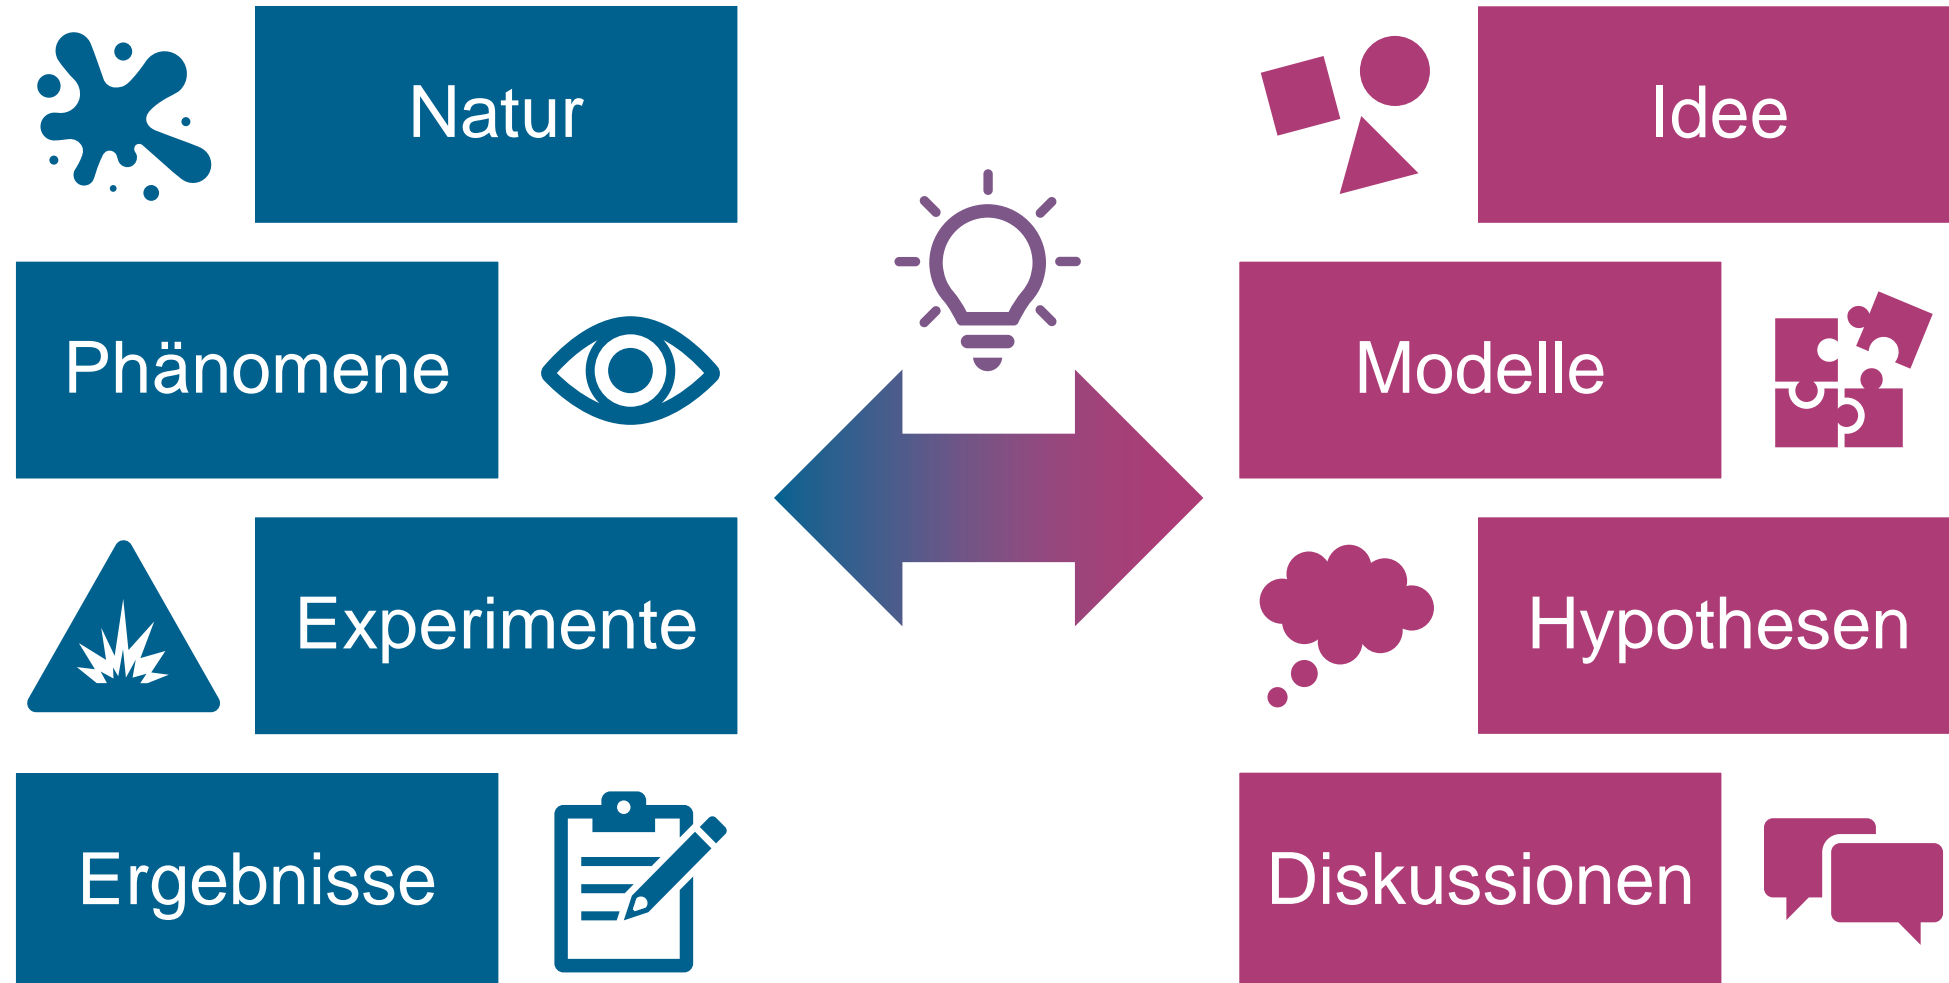 Natur
Phänomene
Experimente
Ergebnisse
Idee
Modelle
Hypothesen
Diskussionen